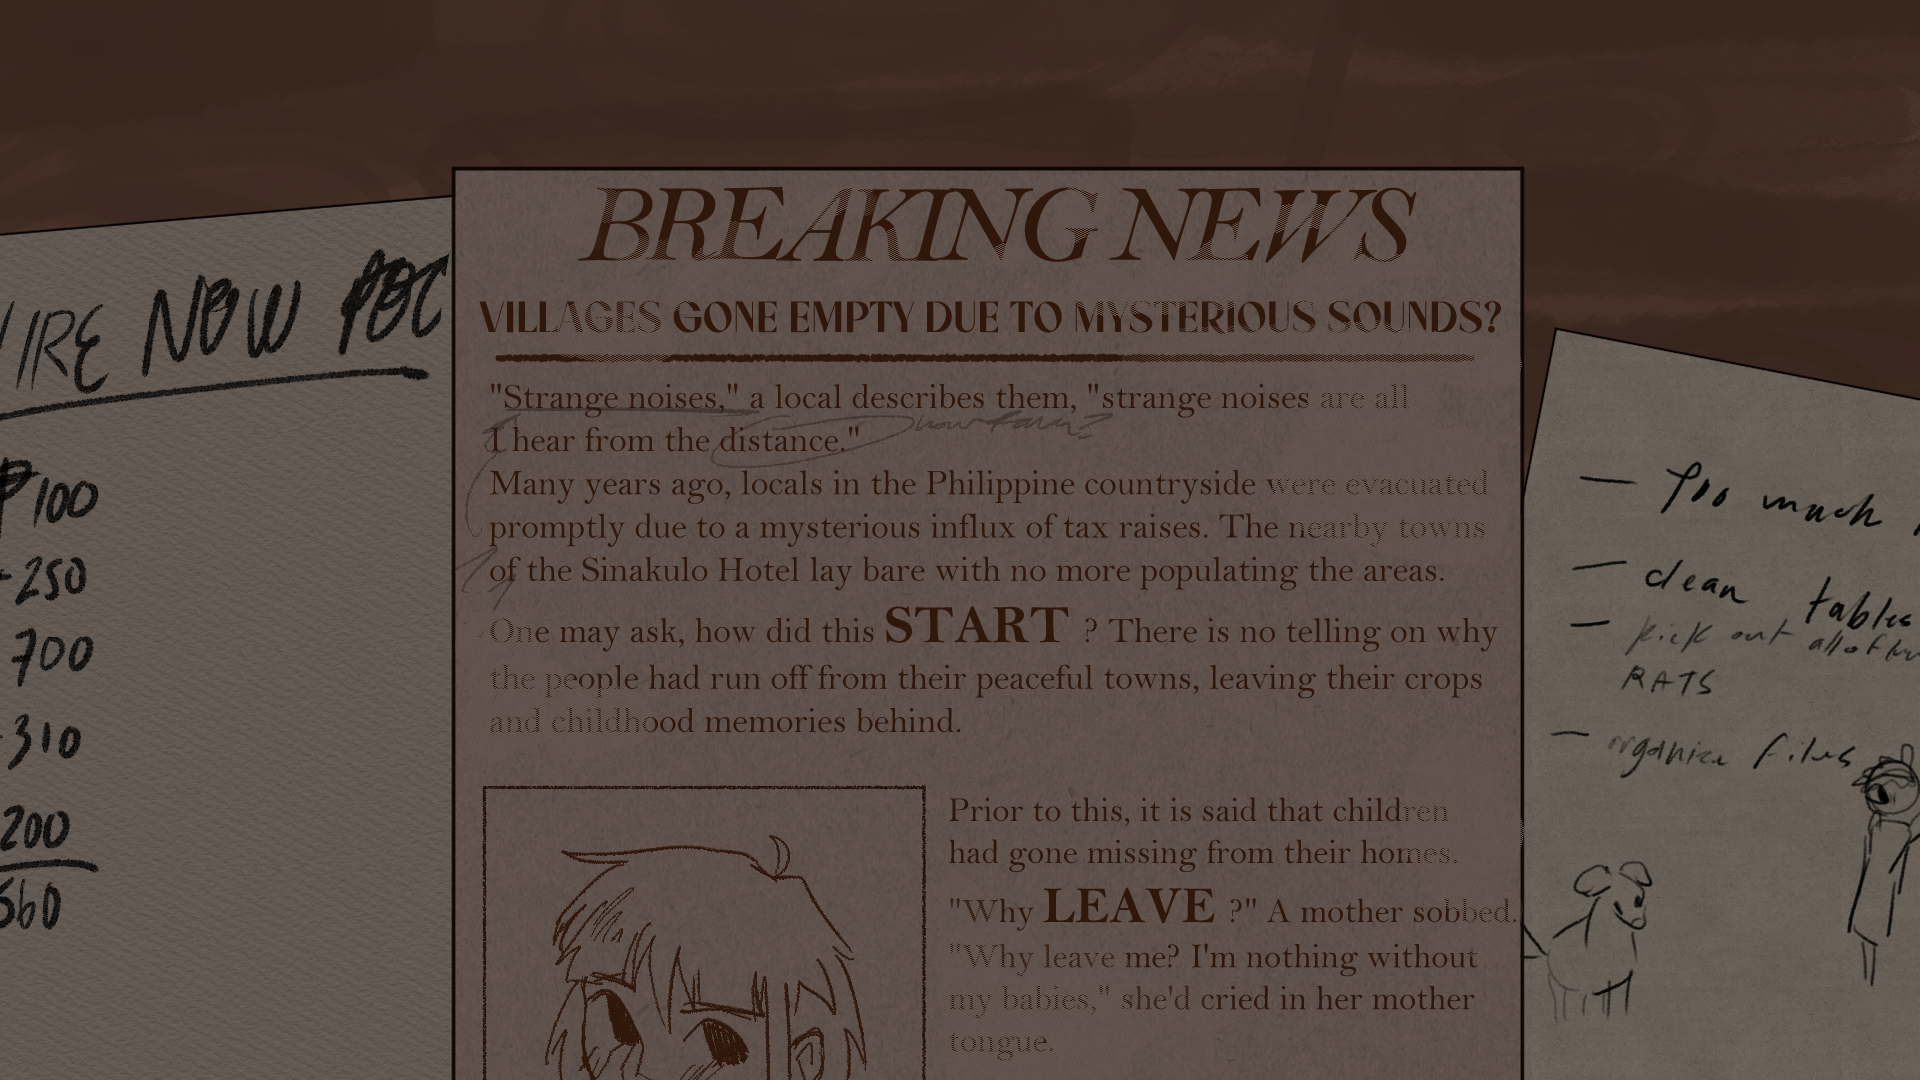 IRE NOW
₱100
-250
700
-310
200
560
BREAKING NEWS
VILLAGES GONE EMPTY DUE TO MYSTERIOUS SOUNDS?
"Strange noises," a local describes them, "strange noises are all
how far?
I hear from the distance."
Many years ago, locals in the Philippine countryside were evacuated
promptly due to a mysterious influx of tax raises. The nearby towns
of the Sinakulo Hotel lay bare with no more populating the areas.
One may ask, how did this START ? There is no telling on why
the people had run off from their peaceful towns, leaving their crops
and childhood memories behind.
Prior to this, it is said that children
had gone missing from their homes.
"Why LEAVE ?" A mother sobbed.
"Why leave me? I'm nothing without
my babies," she'd cried in her mother
tongue.
— Too much
— clean tables
— kick out all of
RATS
— organize files